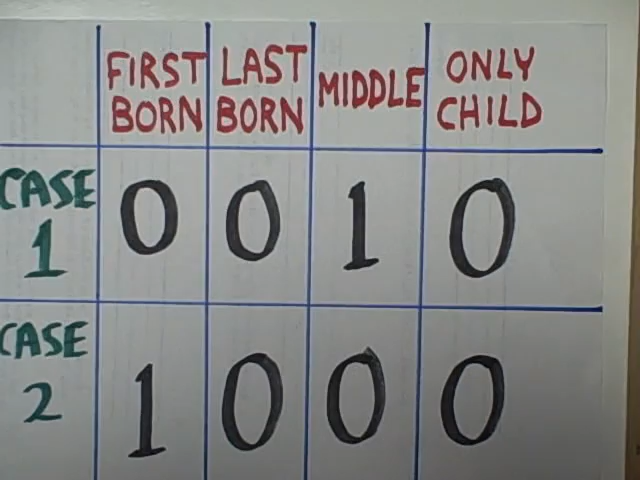 FIRST BORN LAST BORN MIDDLE ONLY CHILD
CASE 1 0 0 1 0
CASE 2 1 0 0 0